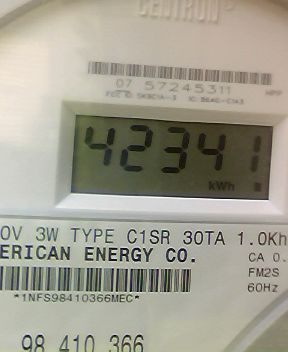 CENTRON
07 57245311
42341
kWh
0V 3W TYPE C1SR 30TA 1.0Kh
ERICAN ENERGY CO.
CA 0.
FM2S
*1NFS98410366MEC*
60Hz
98 410 366